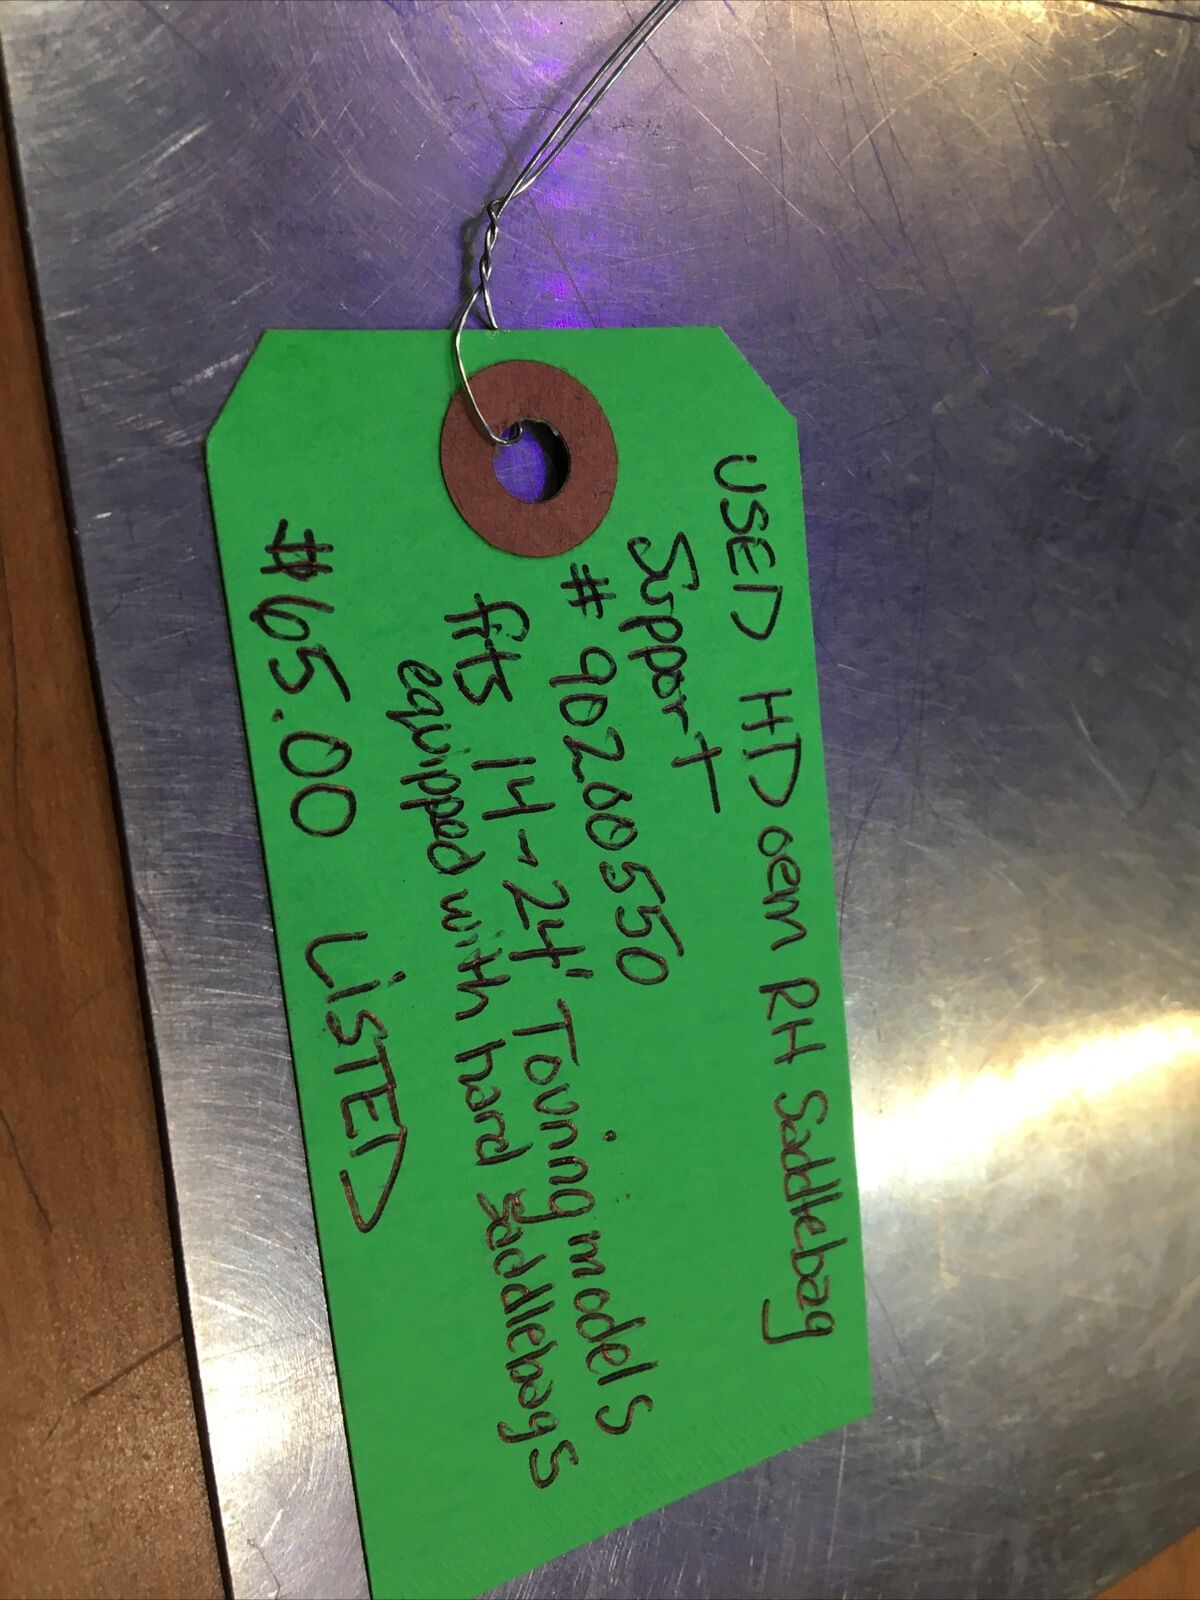 USED HD oem RH Saddlebag
Support
# 90200550
fits 14-24' Touring models
equipped with hard saddlebags
$65.00 LiSTED